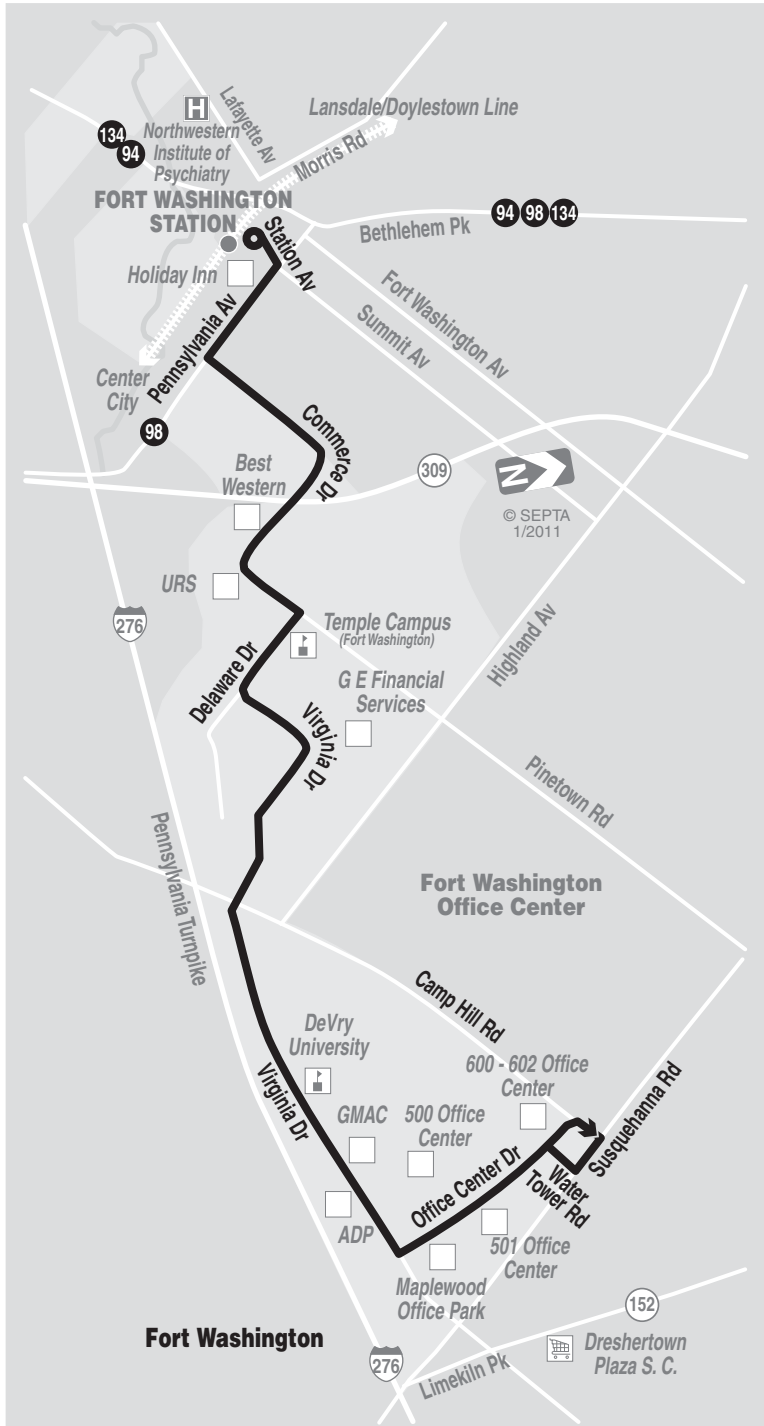 Lafayette Av
H
Lansdale/Doylestown Line
134
94
Northwestern
Institute of
Psychiatry
Morris Rd
FORT WASHINGTON
STATION
94 98 134
Bethlehem Pk
Station Av
Holiday Inn
Fort Washington Av
Summit Av
Pennsylvania Av
Center
City
98
Commerce Dr
Best
Western
309
N
© SEPTA
1/2011
URS
276
Temple Campus
(Fort Washington)
Highland Av
Delaware Dr
G E Financial
Services
Virginia Dr
Pinetown Rd
Pennsylvania Turnpike
Fort Washington
Office Center
Camp Hill Rd
DeVry
University
600 - 602 Office
Center
Virginia Dr
GMAC
500 Office
Center
Susquehanna Rd
Office Center Dr
Water
Tower Rd
ADP
501 Office
Center
Maplewood
Office Park
152
Fort Washington
Dreshertown
Plaza S. C.
276
Limekiln Pk